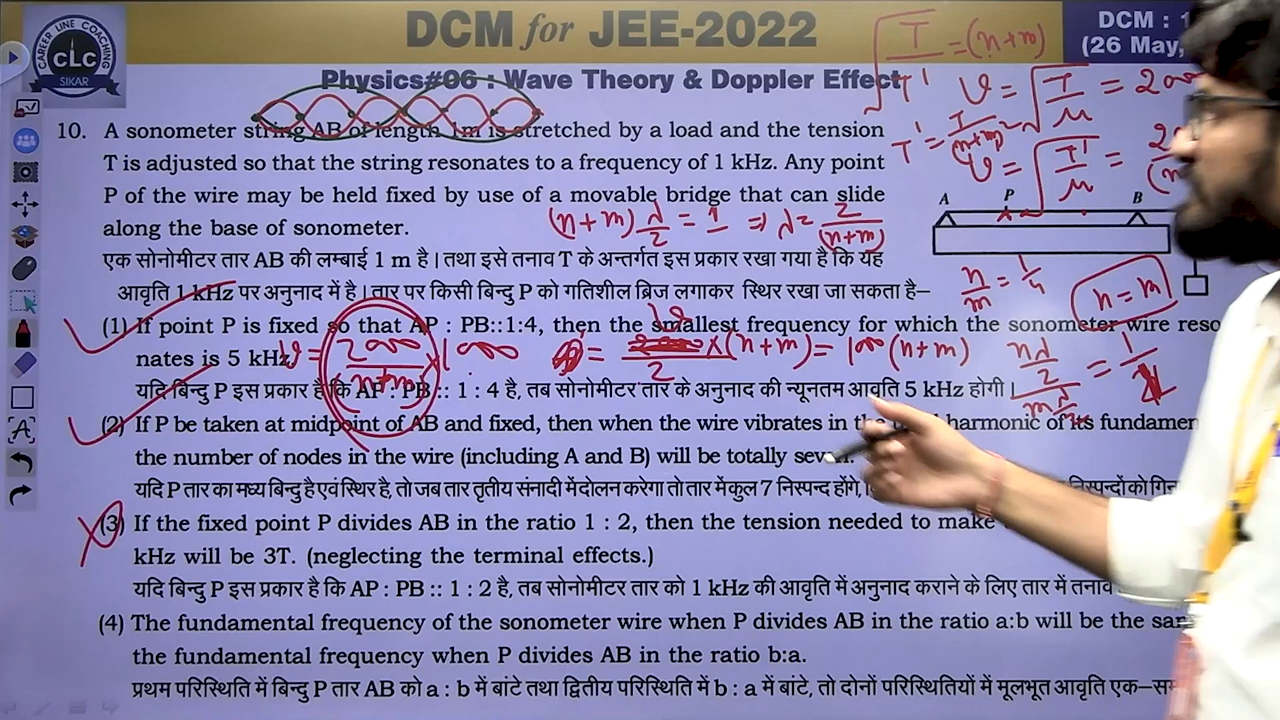 DCM for JEE-2022
DCM : 1
(26 May,
CAREER LINE COACHING
CLC
SIKAR
Physics#06 : Wave Theory & Doppler Effect
10. A sonometer string AB of length 1m is stretched by a load and the tension
T is adjusted so that the string resonates to a frequency of 1 kHz. Any point
P of the wire may be held fixed by use of a movable bridge that can slide
along the base of sonometer.
एक सोनोमीटर तार AB की लम्बाई 1 m है। तथा इसे तनाव T के अन्तर्गत इस प्रकार रखा गया है कि यह
आवृति 1 kHz पर अनुनाद में है। तार पर किसी बिन्दु P को गतिशील ब्रिज लगाकर स्थिर रखा जा सकता है–
A P B
(1) If point P is fixed so that AP : PB::1:4, then the smallest frequency for which the sonometer wire reso
nates is 5 kHz.
यदि बिन्दु P इस प्रकार है कि AP : PB :: 1 : 4 है, तब सोनोमीटर तार के अनुनाद की न्यूनतम आवृति 5 kHz होगी।
(2) If P be taken at midpoint of AB and fixed, then when the wire vibrates in the harmonic of its fundamen
the number of nodes in the wire (including A and B) will be totally seven.
यदि P तार का मध्य बिन्दु है एवं स्थिर है, तो जब तार तृतीय संनादी में दोलन करेगा तो तार में कुल 7 निस्पन्द होंगे,
(3) If the fixed point P divides AB in the ratio 1 : 2, then the tension needed to make
kHz will be 3T. (neglecting the terminal effects.)
यदि बिन्दु P इस प्रकार है कि AP : PB :: 1 : 2 है, तब सोनोमीटर तार को 1 kHz की आवृति में अनुनाद कराने के लिए तार में तनाव
(4) The fundamental frequency of the sonometer wire when P divides AB in the ratio a:b will be the sam
the fundamental frequency when P divides AB in the ratio b:a.
प्रथम परिस्थिति में बिन्दु P तार AB को a : b में बांटे तथा द्वितीय परिस्थिति में b : a में बांटे, तो दोनों परिस्थितियों में मूलभूत आवृति एक–सम
√T/T' = (n+m)
v = √T/μ = 200
T' = T/(n+m)²
v = √T'/μ =
(n+m) λ/2 = 1 ⇒ λ = 2/(n+m)
n/m = 1/4
n = m
= 1000 (n+m)